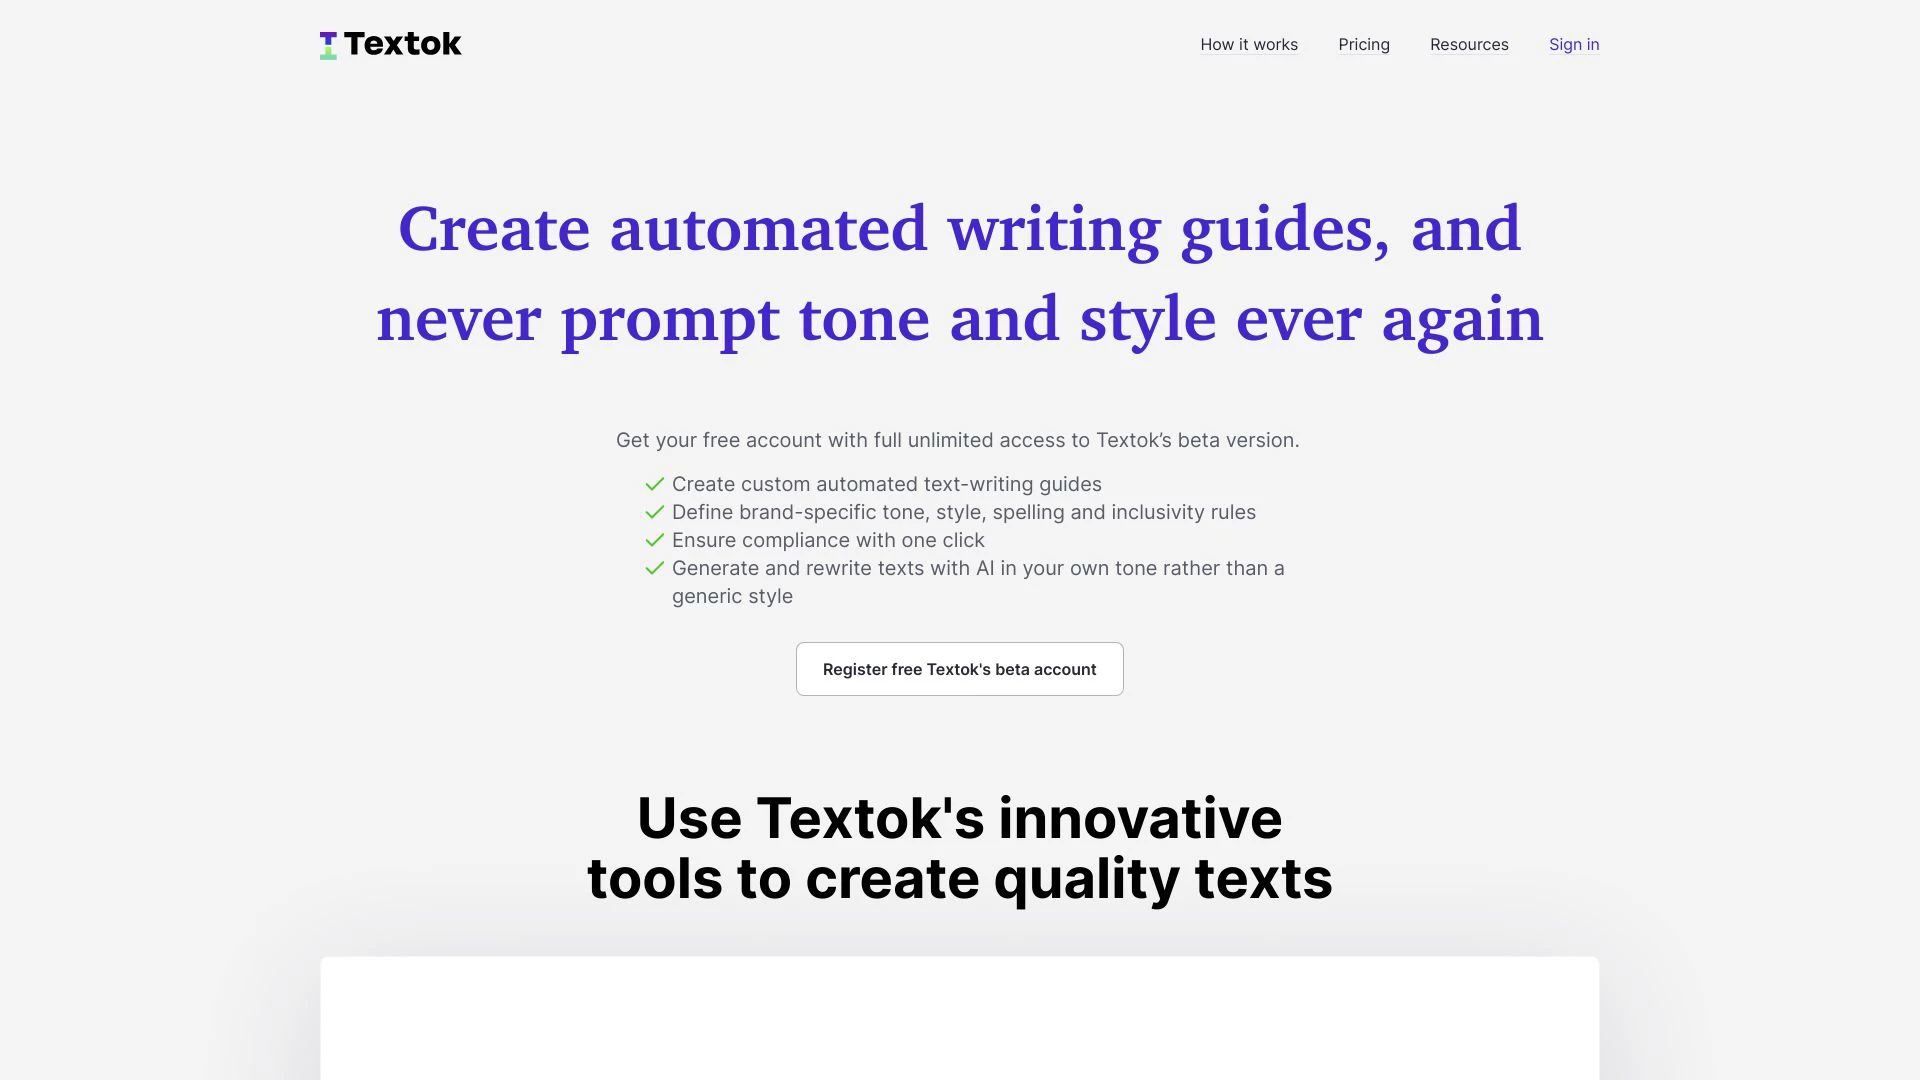 Textok
How it works
Pricing
Resources
Sign in
Create automated writing guides, and
never prompt tone and style ever again
Get your free account with full unlimited access to Textok’s beta version.
Create custom automated text-writing guides
Define brand-specific tone, style, spelling and inclusivity rules
Ensure compliance with one click
Generate and rewrite texts with AI in your own tone rather than a
generic style
Register free Textok's beta account
Use Textok's innovative
tools to create quality texts